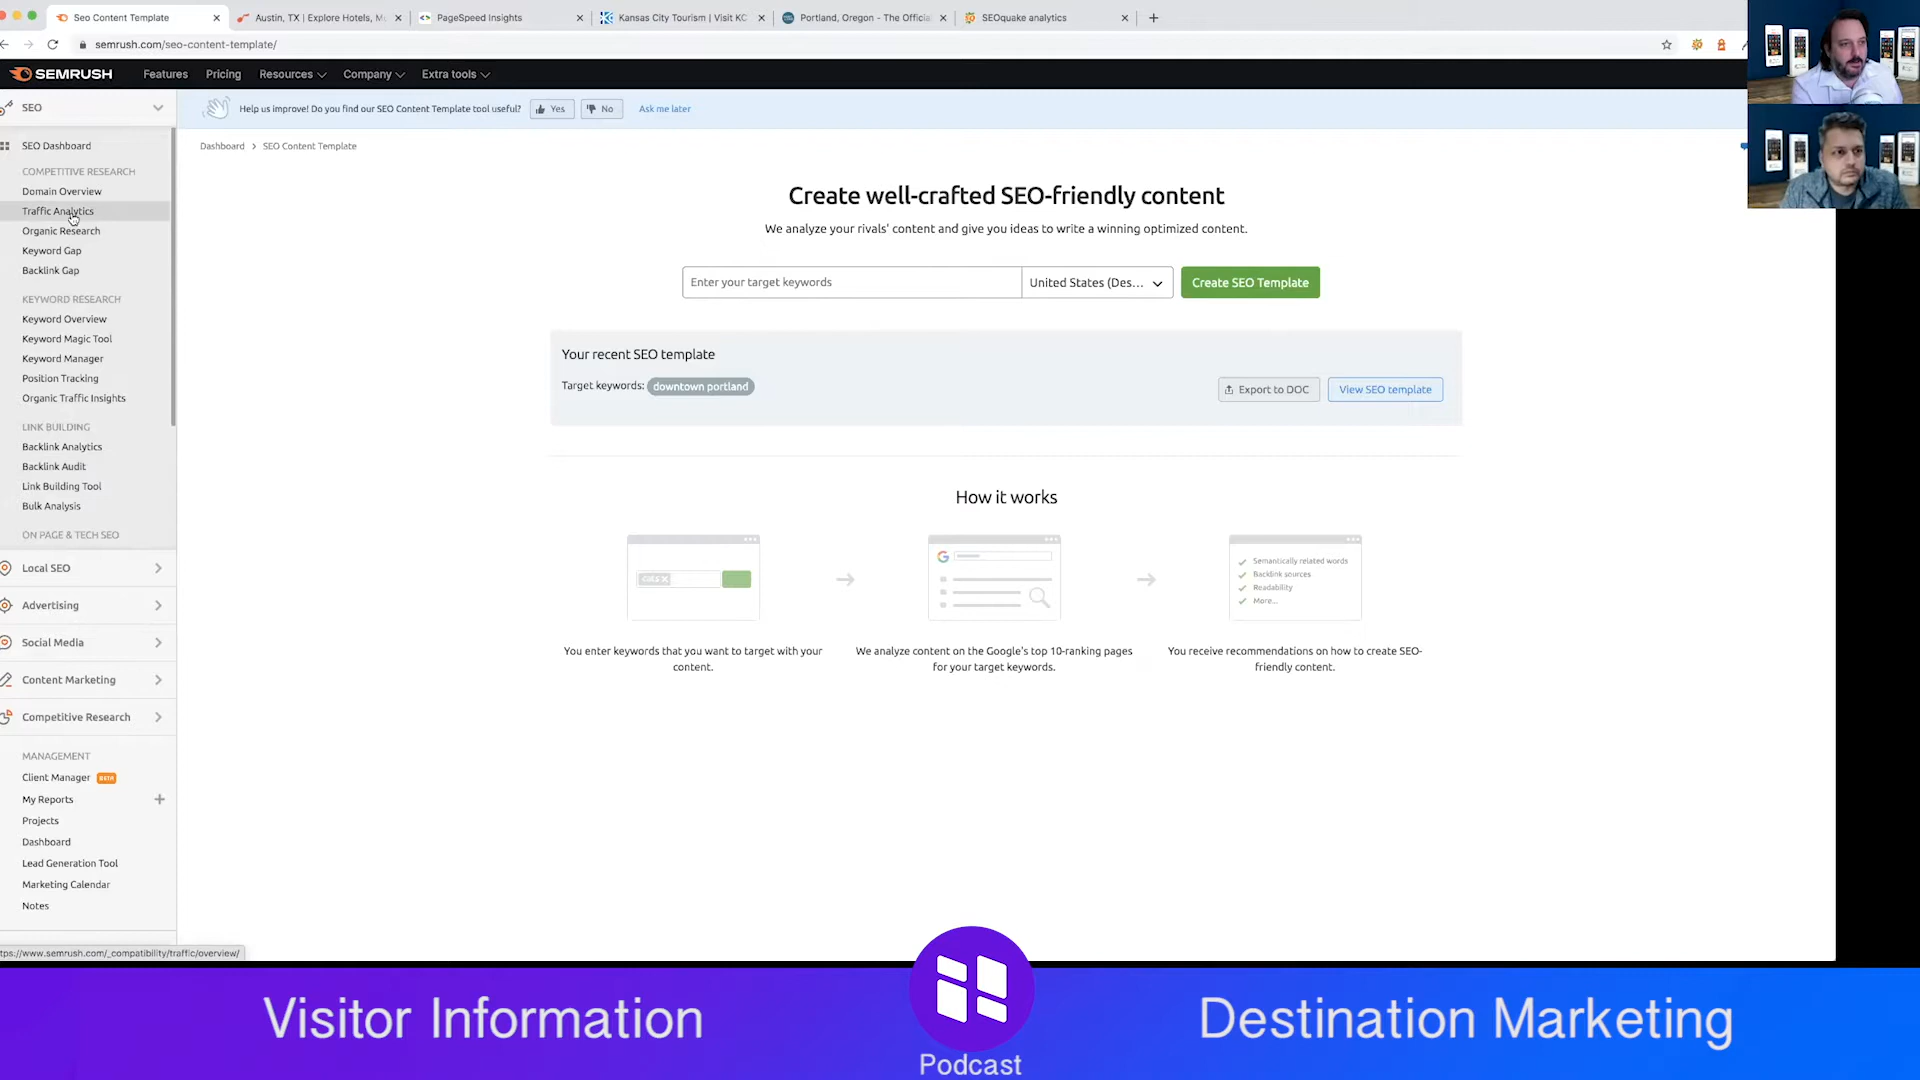 Seo Content Template
Austin, TX | Explore Hotels, Mu
PageSpeed Insights
Kansas City Tourism | Visit KC
Portland, Oregon - The Official
SEOquake analytics
semrush.com/seo-content-template/
SEMRUSH
Features
Pricing
Resources
Company
Extra tools
SEO
Help us improve! Do you find our SEO Content Template tool useful?
Yes
No
Ask me later
SEO Dashboard
COMPETITIVE RESEARCH
Domain Overview
Traffic Analytics
Organic Research
Keyword Gap
Backlink Gap
KEYWORD RESEARCH
Keyword Overview
Keyword Magic Tool
Keyword Manager
Position Tracking
Organic Traffic Insights
LINK BUILDING
Backlink Analytics
Backlink Audit
Link Building Tool
Bulk Analysis
ON PAGE & TECH SEO
Local SEO
Advertising
Social Media
Content Marketing
Competitive Research
MANAGEMENT
Client Manager BETA
My Reports
Projects
Dashboard
Lead Generation Tool
Marketing Calendar
Notes
Dashboard > SEO Content Template
Create well-crafted SEO-friendly content
We analyze your rivals' content and give you ideas to write a winning optimized content.
Enter your target keywords
United States (Des...
Create SEO Template
Your recent SEO template
Target keywords: downtown portland
Export to DOC
View SEO template
How it works
cats x
Semantically related words
Backlink sources
Readability
More...
You enter keywords that you want to target with your
content.
We analyze content on the Google's top 10-ranking pages
for your target keywords.
You receive recommendations on how to create SEO-
friendly content.
tps://www.semrush.com/_compatibility/traffic/overview/
Visitor Information
Podcast
Destination Marketing